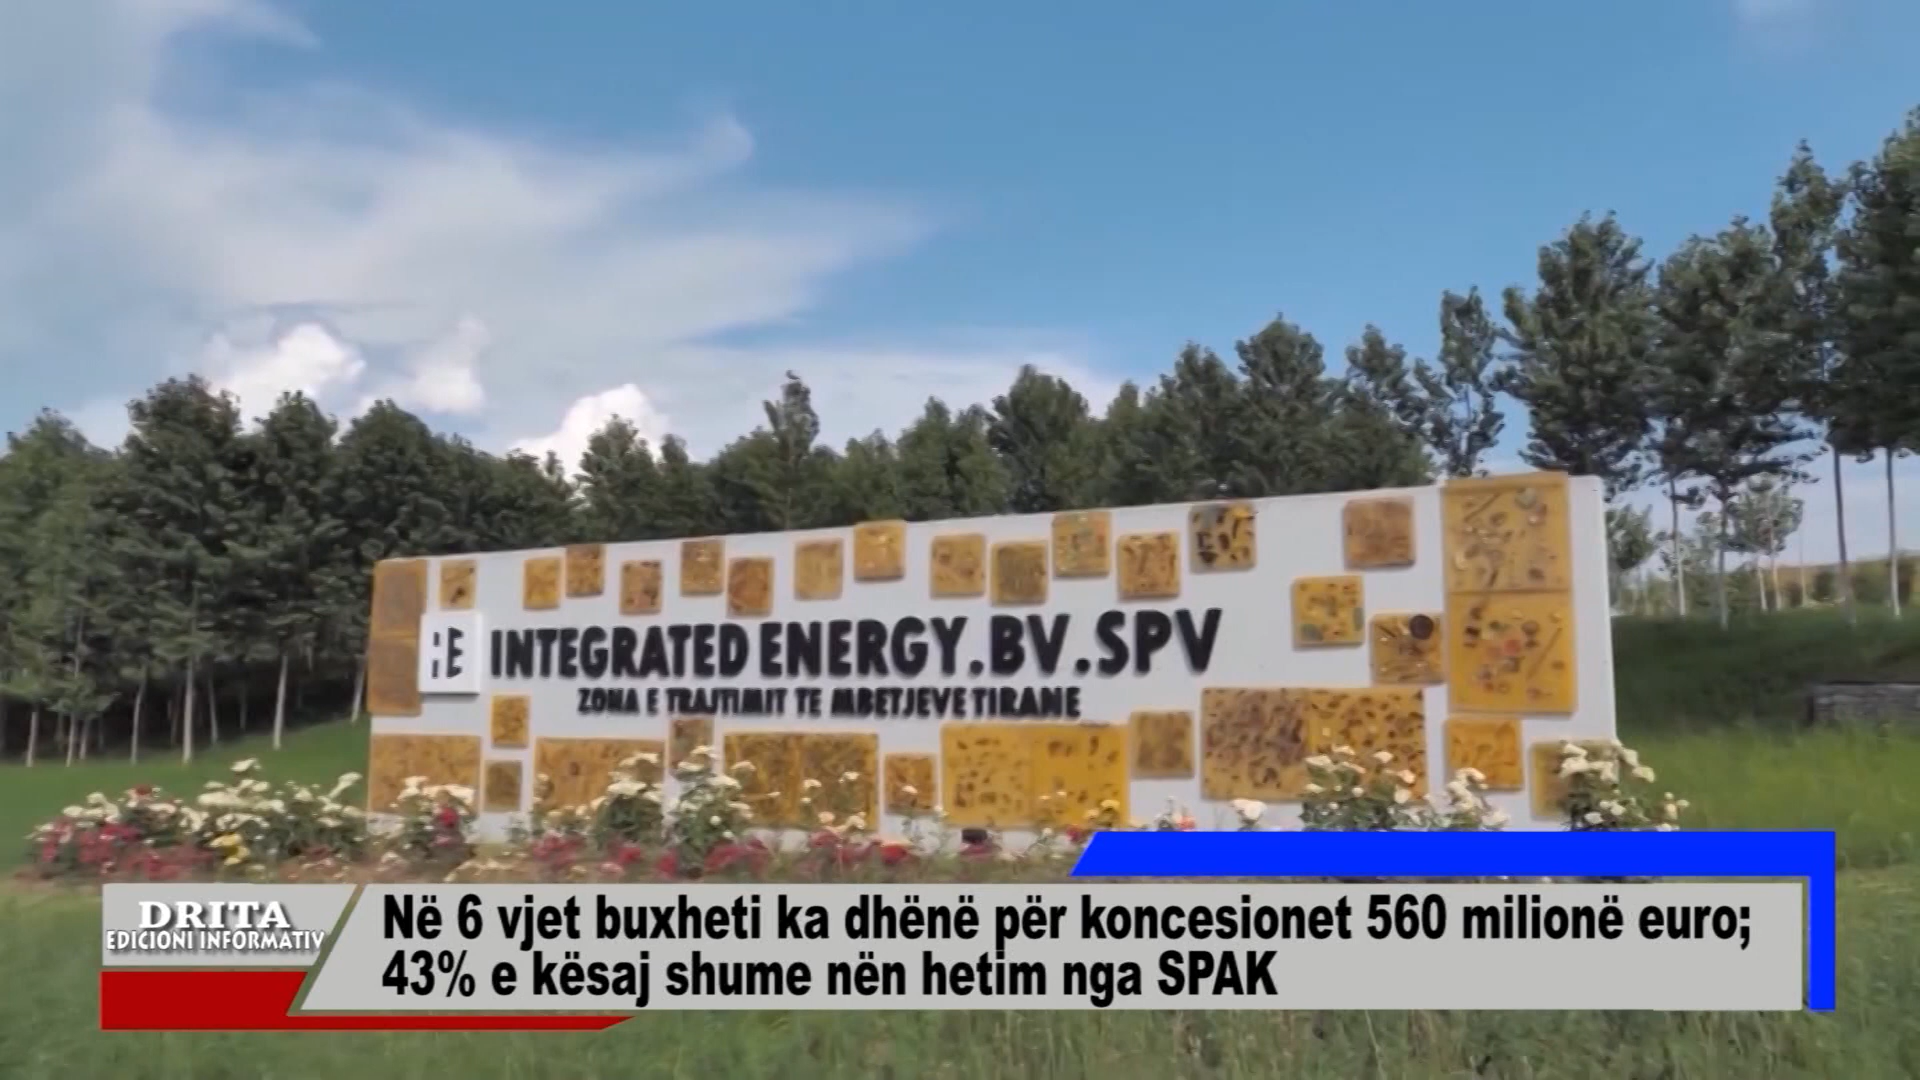 IE INTEGRATED ENERGY.BV.SPV
ZONA E TRAJTIMIT TE MBETJEVE TIRANE
DRITA
EDICIONI INFORMATIV
Në 6 vjet buxheti ka dhënë për koncesionet 560 milionë euro;
43% e kësaj shume nën hetim nga SPAK